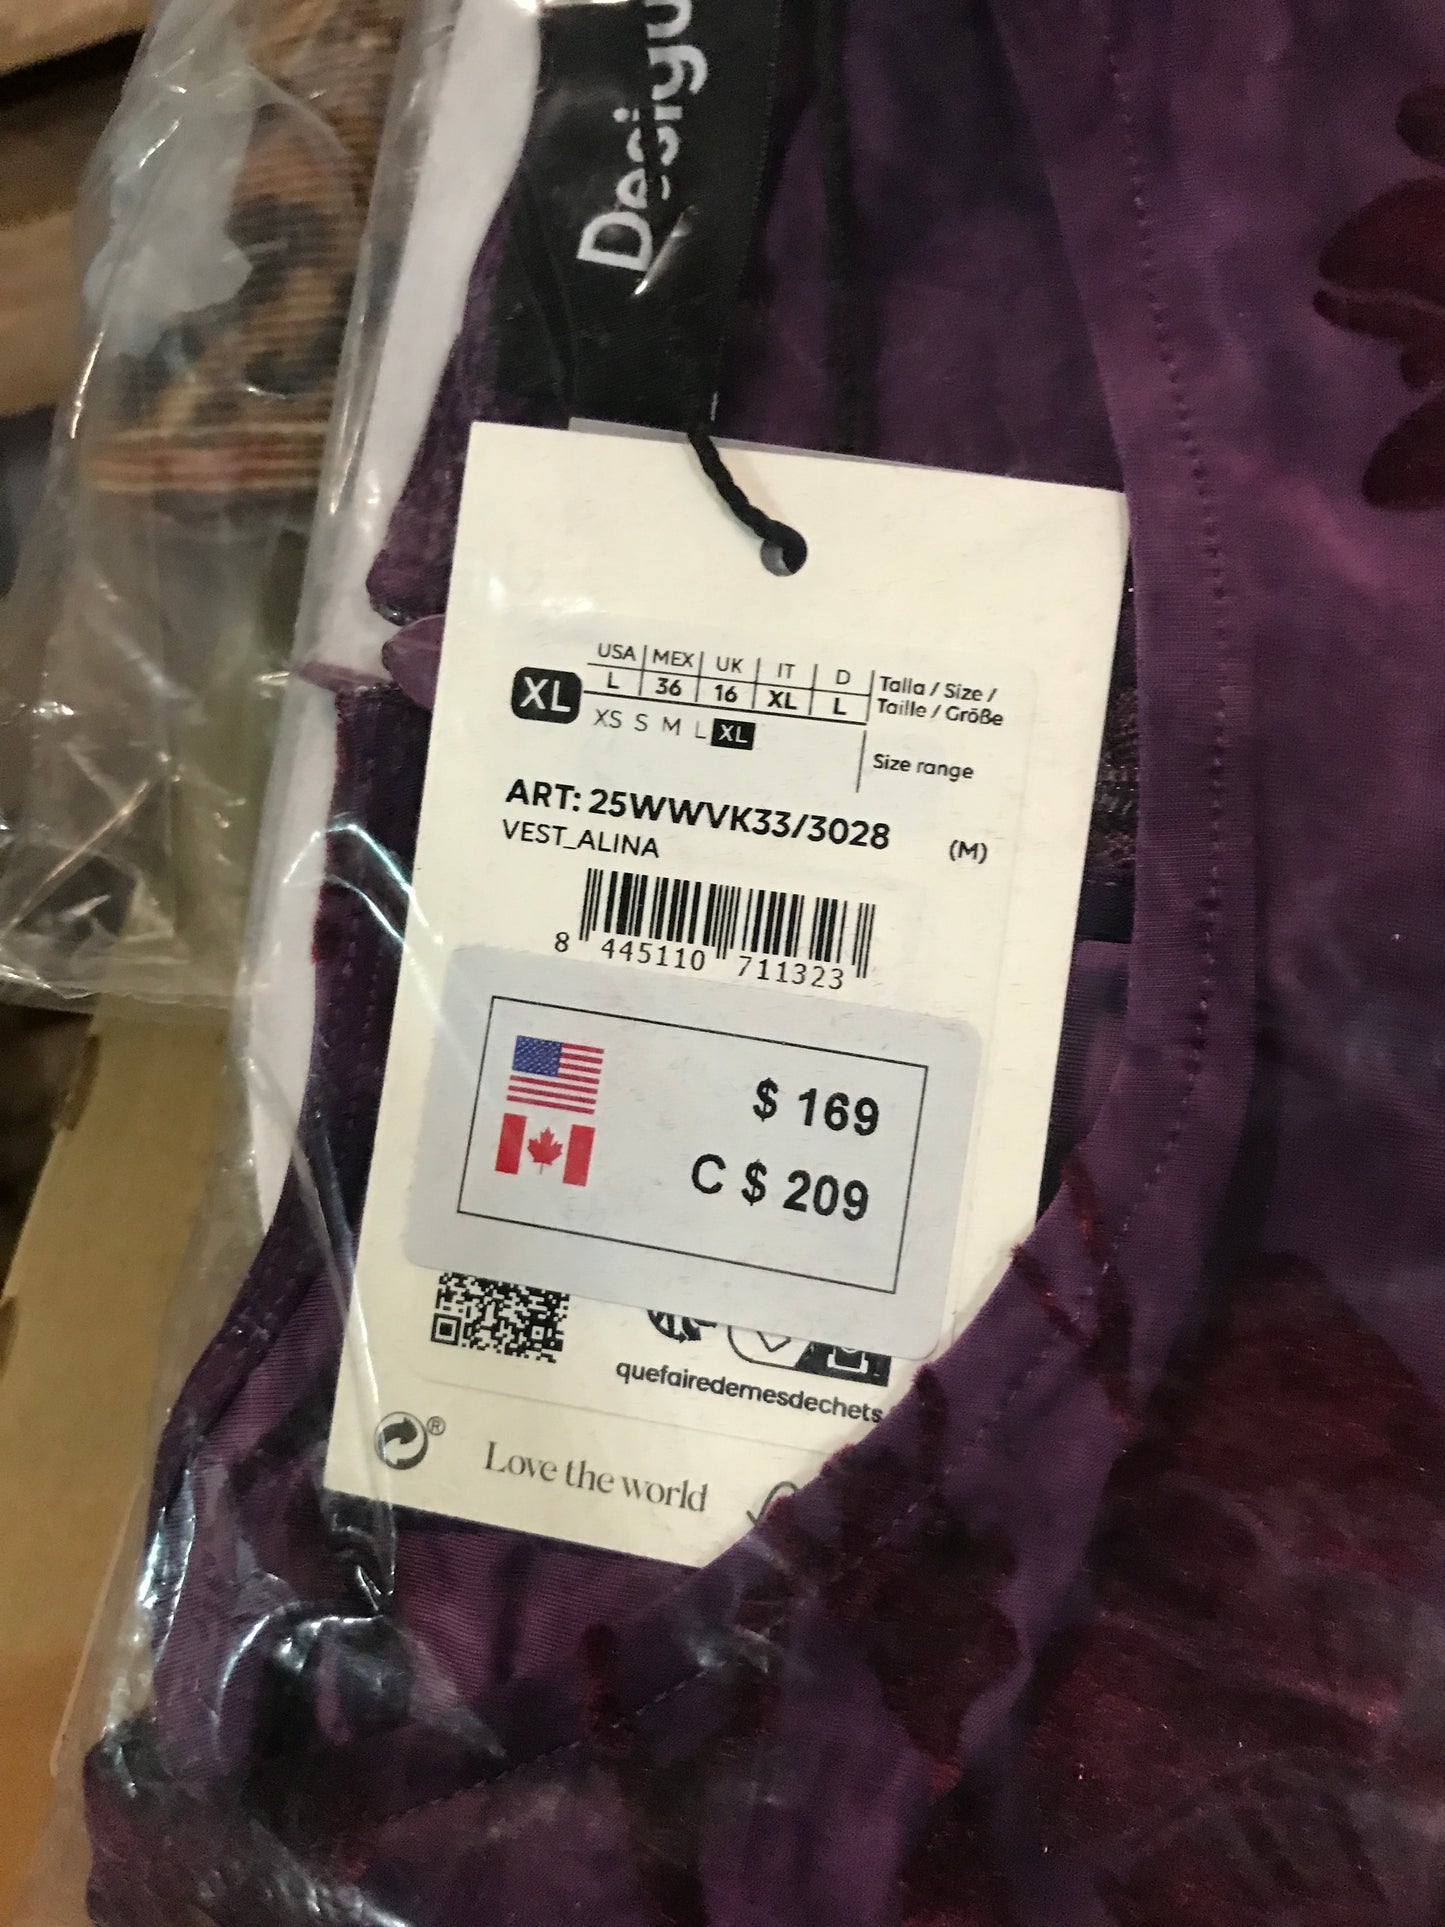 Desigu
USA | MEX | UK | IT | D
XL L | 36 | 16 | XL | L
Talla / Size /
Taille / Größe
XS S M L XL
Size range
ART: 25WWVK33/3028 (M)
VEST_ALINA
8 445110 711323
$ 169
C $ 209
quefairedemesdechets
®
Love the world